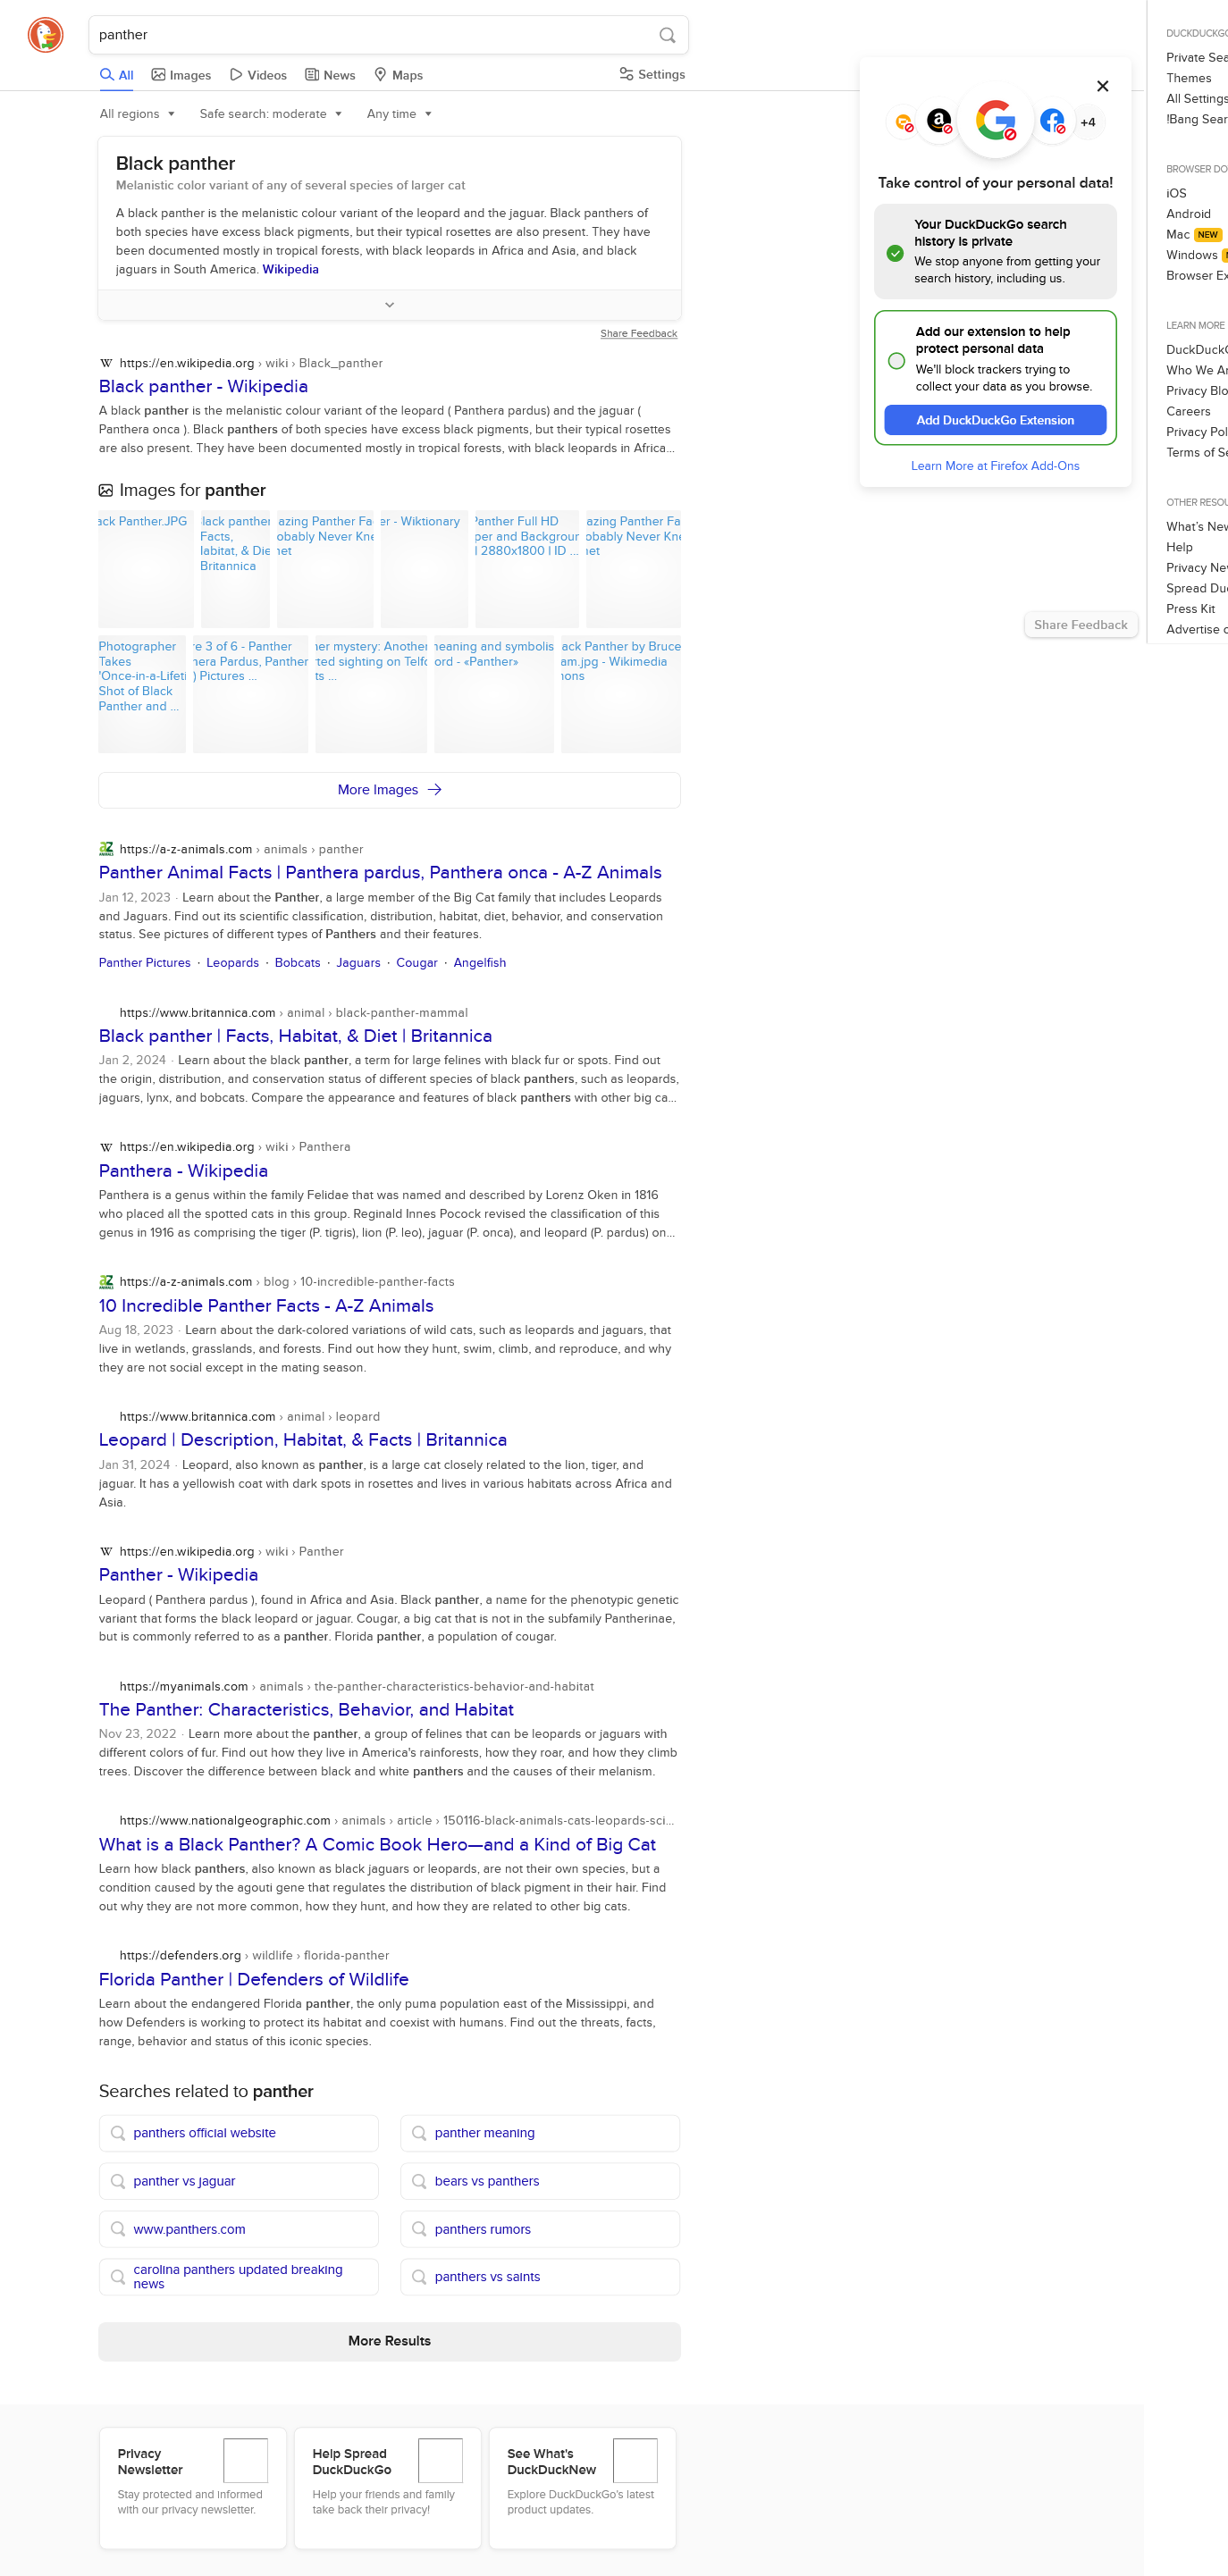 panther
All
Images
Videos
News
Maps
Settings
All regions
Safe search: moderate
Any time
Black panther
Melanistic color variant of any of several species of larger cat
A black panther is the melanistic colour variant of the leopard and the jaguar. Black panthers of
both species have excess black pigments, but their typical rosettes are also present. They have
been documented mostly in tropical forests, with black leopards in Africa and Asia, and black
jaguars in South America. Wikipedia
Share Feedback
https://en.wikipedia.org › wiki › Black_panther
Black panther - Wikipedia
A black panther is the melanistic colour variant of the leopard ( Panthera pardus) and the jaguar (
Panthera onca ). Black panthers of both species have excess black pigments, but their typical rosettes
are also present. They have been documented mostly in tropical forests, with black leopards in Africa...
Images for panther
ack Panther.JPG
lack panther
Facts,
Habitat, & Die
Britannica
azing Panther Fa
obably Never Kne
net
er - Wiktionary
Panther Full HD
per and Backgroun
| 2880x1800 | ID ...
azing Panther Fa
obably Never Kne
net
Photographer
Takes
'Once-in-a-Lifeti
Shot of Black
Panther and ...
re 3 of 6 - Panther
hera Pardus, Panther
) Pictures ...
her mystery: Another
rted sighting on Telfo
ts ...
meaning and symbolis
ord - «Panther»
ack Panther by Bruce
am.jpg - Wikimedia
nons
More Images
https://a-z-animals.com › animals › panther
Panther Animal Facts | Panthera pardus, Panthera onca - A-Z Animals
Jan 12, 2023 · Learn about the Panther, a large member of the Big Cat family that includes Leopards
and Jaguars. Find out its scientific classification, distribution, habitat, diet, behavior, and conservation
status. See pictures of different types of Panthers and their features.
Panther Pictures · Leopards · Bobcats · Jaguars · Cougar · Angelfish
https://www.britannica.com › animal › black-panther-mammal
Black panther | Facts, Habitat, & Diet | Britannica
Jan 2, 2024 · Learn about the black panther, a term for large felines with black fur or spots. Find out
the origin, distribution, and conservation status of different species of black panthers, such as leopards,
jaguars, lynx, and bobcats. Compare the appearance and features of black panthers with other big ca...
https://en.wikipedia.org › wiki › Panthera
Panthera - Wikipedia
Panthera is a genus within the family Felidae that was named and described by Lorenz Oken in 1816
who placed all the spotted cats in this group. Reginald Innes Pocock revised the classification of this
genus in 1916 as comprising the tiger (P. tigris), lion (P. leo), jaguar (P. onca), and leopard (P. pardus) on...
https://a-z-animals.com › blog › 10-incredible-panther-facts
10 Incredible Panther Facts - A-Z Animals
Aug 18, 2023 · Learn about the dark-colored variations of wild cats, such as leopards and jaguars, that
live in wetlands, grasslands, and forests. Find out how they hunt, swim, climb, and reproduce, and why
they are not social except in the mating season.
https://www.britannica.com › animal › leopard
Leopard | Description, Habitat, & Facts | Britannica
Jan 31, 2024 · Leopard, also known as panther, is a large cat closely related to the lion, tiger, and
jaguar. It has a yellowish coat with dark spots in rosettes and lives in various habitats across Africa and
Asia.
https://en.wikipedia.org › wiki › Panther
Panther - Wikipedia
Leopard ( Panthera pardus ), found in Africa and Asia. Black panther, a name for the phenotypic genetic
variant that forms the black leopard or jaguar. Cougar, a big cat that is not in the subfamily Pantherinae,
but is commonly referred to as a panther. Florida panther, a population of cougar.
https://myanimals.com › animals › the-panther-characteristics-behavior-and-habitat
The Panther: Characteristics, Behavior, and Habitat
Nov 23, 2022 · Learn more about the panther, a group of felines that can be leopards or jaguars with
different colors of fur. Find out how they live in America's rainforests, how they roar, and how they climb
trees. Discover the difference between black and white panthers and the causes of their melanism.
https://www.nationalgeographic.com › animals › article › 150116-black-animals-cats-leopards-sci...
What is a Black Panther? A Comic Book Hero—and a Kind of Big Cat
Learn how black panthers, also known as black jaguars or leopards, are not their own species, but a
condition caused by the agouti gene that regulates the distribution of black pigment in their hair. Find
out why they are not more common, how they hunt, and how they are related to other big cats.
https://defenders.org › wildlife › florida-panther
Florida Panther | Defenders of Wildlife
Learn about the endangered Florida panther, the only puma population east of the Mississippi, and
how Defenders is working to protect its habitat and coexist with humans. Find out the threats, facts,
range, behavior and status of this iconic species.
Searches related to panther
panthers official website
panther meaning
panther vs jaguar
bears vs panthers
www.panthers.com
panthers rumors
carolina panthers updated breaking
news
panthers vs saints
More Results
Privacy
Newsletter
Stay protected and informed
with our privacy newsletter.
Help Spread
DuckDuckGo
Help your friends and family
take back their privacy!
See What's
DuckDuckNew
Explore DuckDuckGo's latest
product updates.
+4
Take control of your personal data!
Your DuckDuckGo search
history is private
We stop anyone from getting your
search history, including us.
Add our extension to help
protect personal data
We'll block trackers trying to
collect your data as you browse.
Add DuckDuckGo Extension
Learn More at Firefox Add-Ons
Share Feedback
DUCKDUCKGO
Private Sea
Themes
All Settings
!Bang Sear
BROWSER DO
iOS
Android
Mac NEW
Windows
Browser Ex
LEARN MORE
DuckDuckG
Who We Ar
Privacy Blo
Careers
Privacy Pol
Terms of Se
OTHER RESOU
What's New
Help
Privacy New
Spread Duc
Press Kit
Advertise o